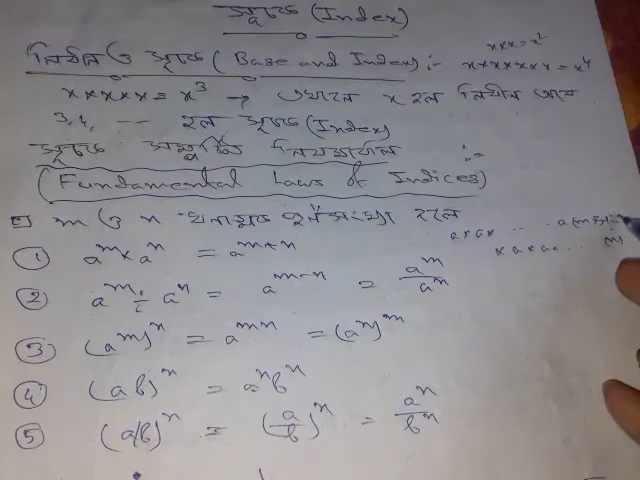 সূচক (Index)
নিধান ও সূচক (Base and Index) :-
x×x = x²
x×x×x×x = x⁴
x×x×x = x³ → এখানে x হল নিধান আর
3, 4, --- হল সূচক (Index)
সূচক সম্পর্কিত নিয়মাবলি :-
(Fundamental Laws of Indices)
m ও n ধনাত্মক পূর্ণসংখ্যা হলে
① aᵐ × aⁿ = aᵐ⁺ⁿ
a×a× ... a (m
× a × a× ...
② aᵐ ÷ aⁿ = aᵐ⁻ⁿ = aᵐ/aⁿ
③ (aᵐ)ⁿ = aᵐⁿ = (aⁿ)ᵐ
④ (ab)ⁿ = aⁿbⁿ
⑤ (a/b)ⁿ = (a/b)ⁿ = aⁿ/bⁿ